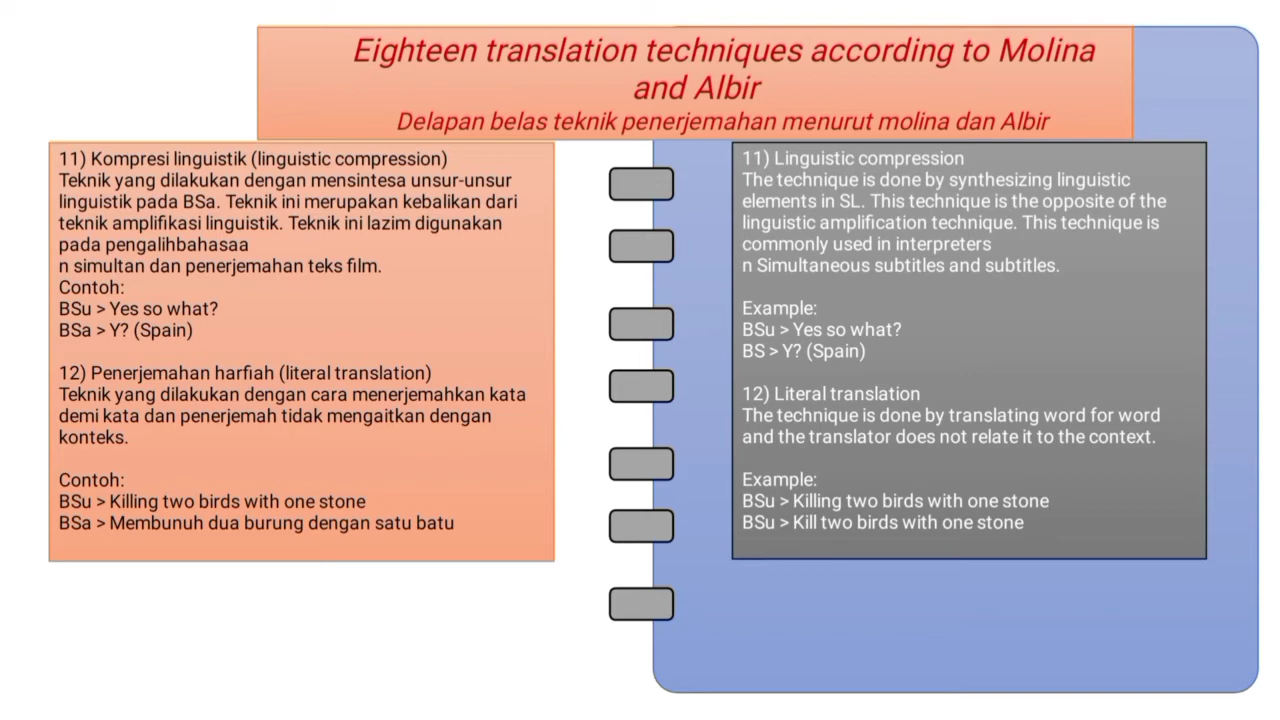 Eighteen translation techniques according to Molina
and Albir
Delapan belas teknik penerjemahan menurut molina dan Albir
11) Kompresi linguistik (linguistic compression)
Teknik yang dilakukan dengan mensintesa unsur-unsur
linguistik pada BSa. Teknik ini merupakan kebalikan dari
teknik amplifikasi linguistik. Teknik ini lazim digunakan
pada pengalihbahasaa
n simultan dan penerjemahan teks film.
Contoh:
BSu > Yes so what?
BSa > Y? (Spain)
12) Penerjemahan harfiah (literal translation)
Teknik yang dilakukan dengan cara menerjemahkan kata
demi kata dan penerjemah tidak mengaitkan dengan
konteks.
Contoh:
BSu > Killing two birds with one stone
BSa > Membunuh dua burung dengan satu batu
11) Linguistic compression
The technique is done by synthesizing linguistic
elements in SL. This technique is the opposite of the
linguistic amplification technique. This technique is
commonly used in interpreters
n Simultaneous subtitles and subtitles.
Example:
BSu > Yes so what?
BS > Y? (Spain)
12) Literal translation
The technique is done by translating word for word
and the translator does not relate it to the context.
Example:
BSu > Killing two birds with one stone
BSu > Kill two birds with one stone